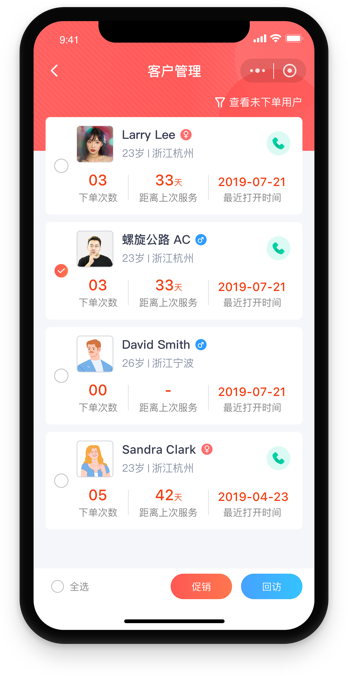 9:41
客户管理
查看未下单用户
Larry Lee
23岁 | 浙江杭州
03 33天 2019-07-21
下单次数 距离上次服务 最近打开时间
螺旋公路 AC
23岁 | 浙江杭州
03 33天 2019-07-21
下单次数 距离上次服务 最近打开时间
David Smith
26岁 | 浙江宁波
00 - 2019-07-21
下单次数 距离上次服务 最近打开时间
Sandra Clark
23岁 | 浙江杭州
05 42天 2019-04-23
下单次数 距离上次服务 最近打开时间
全选 促销 回访